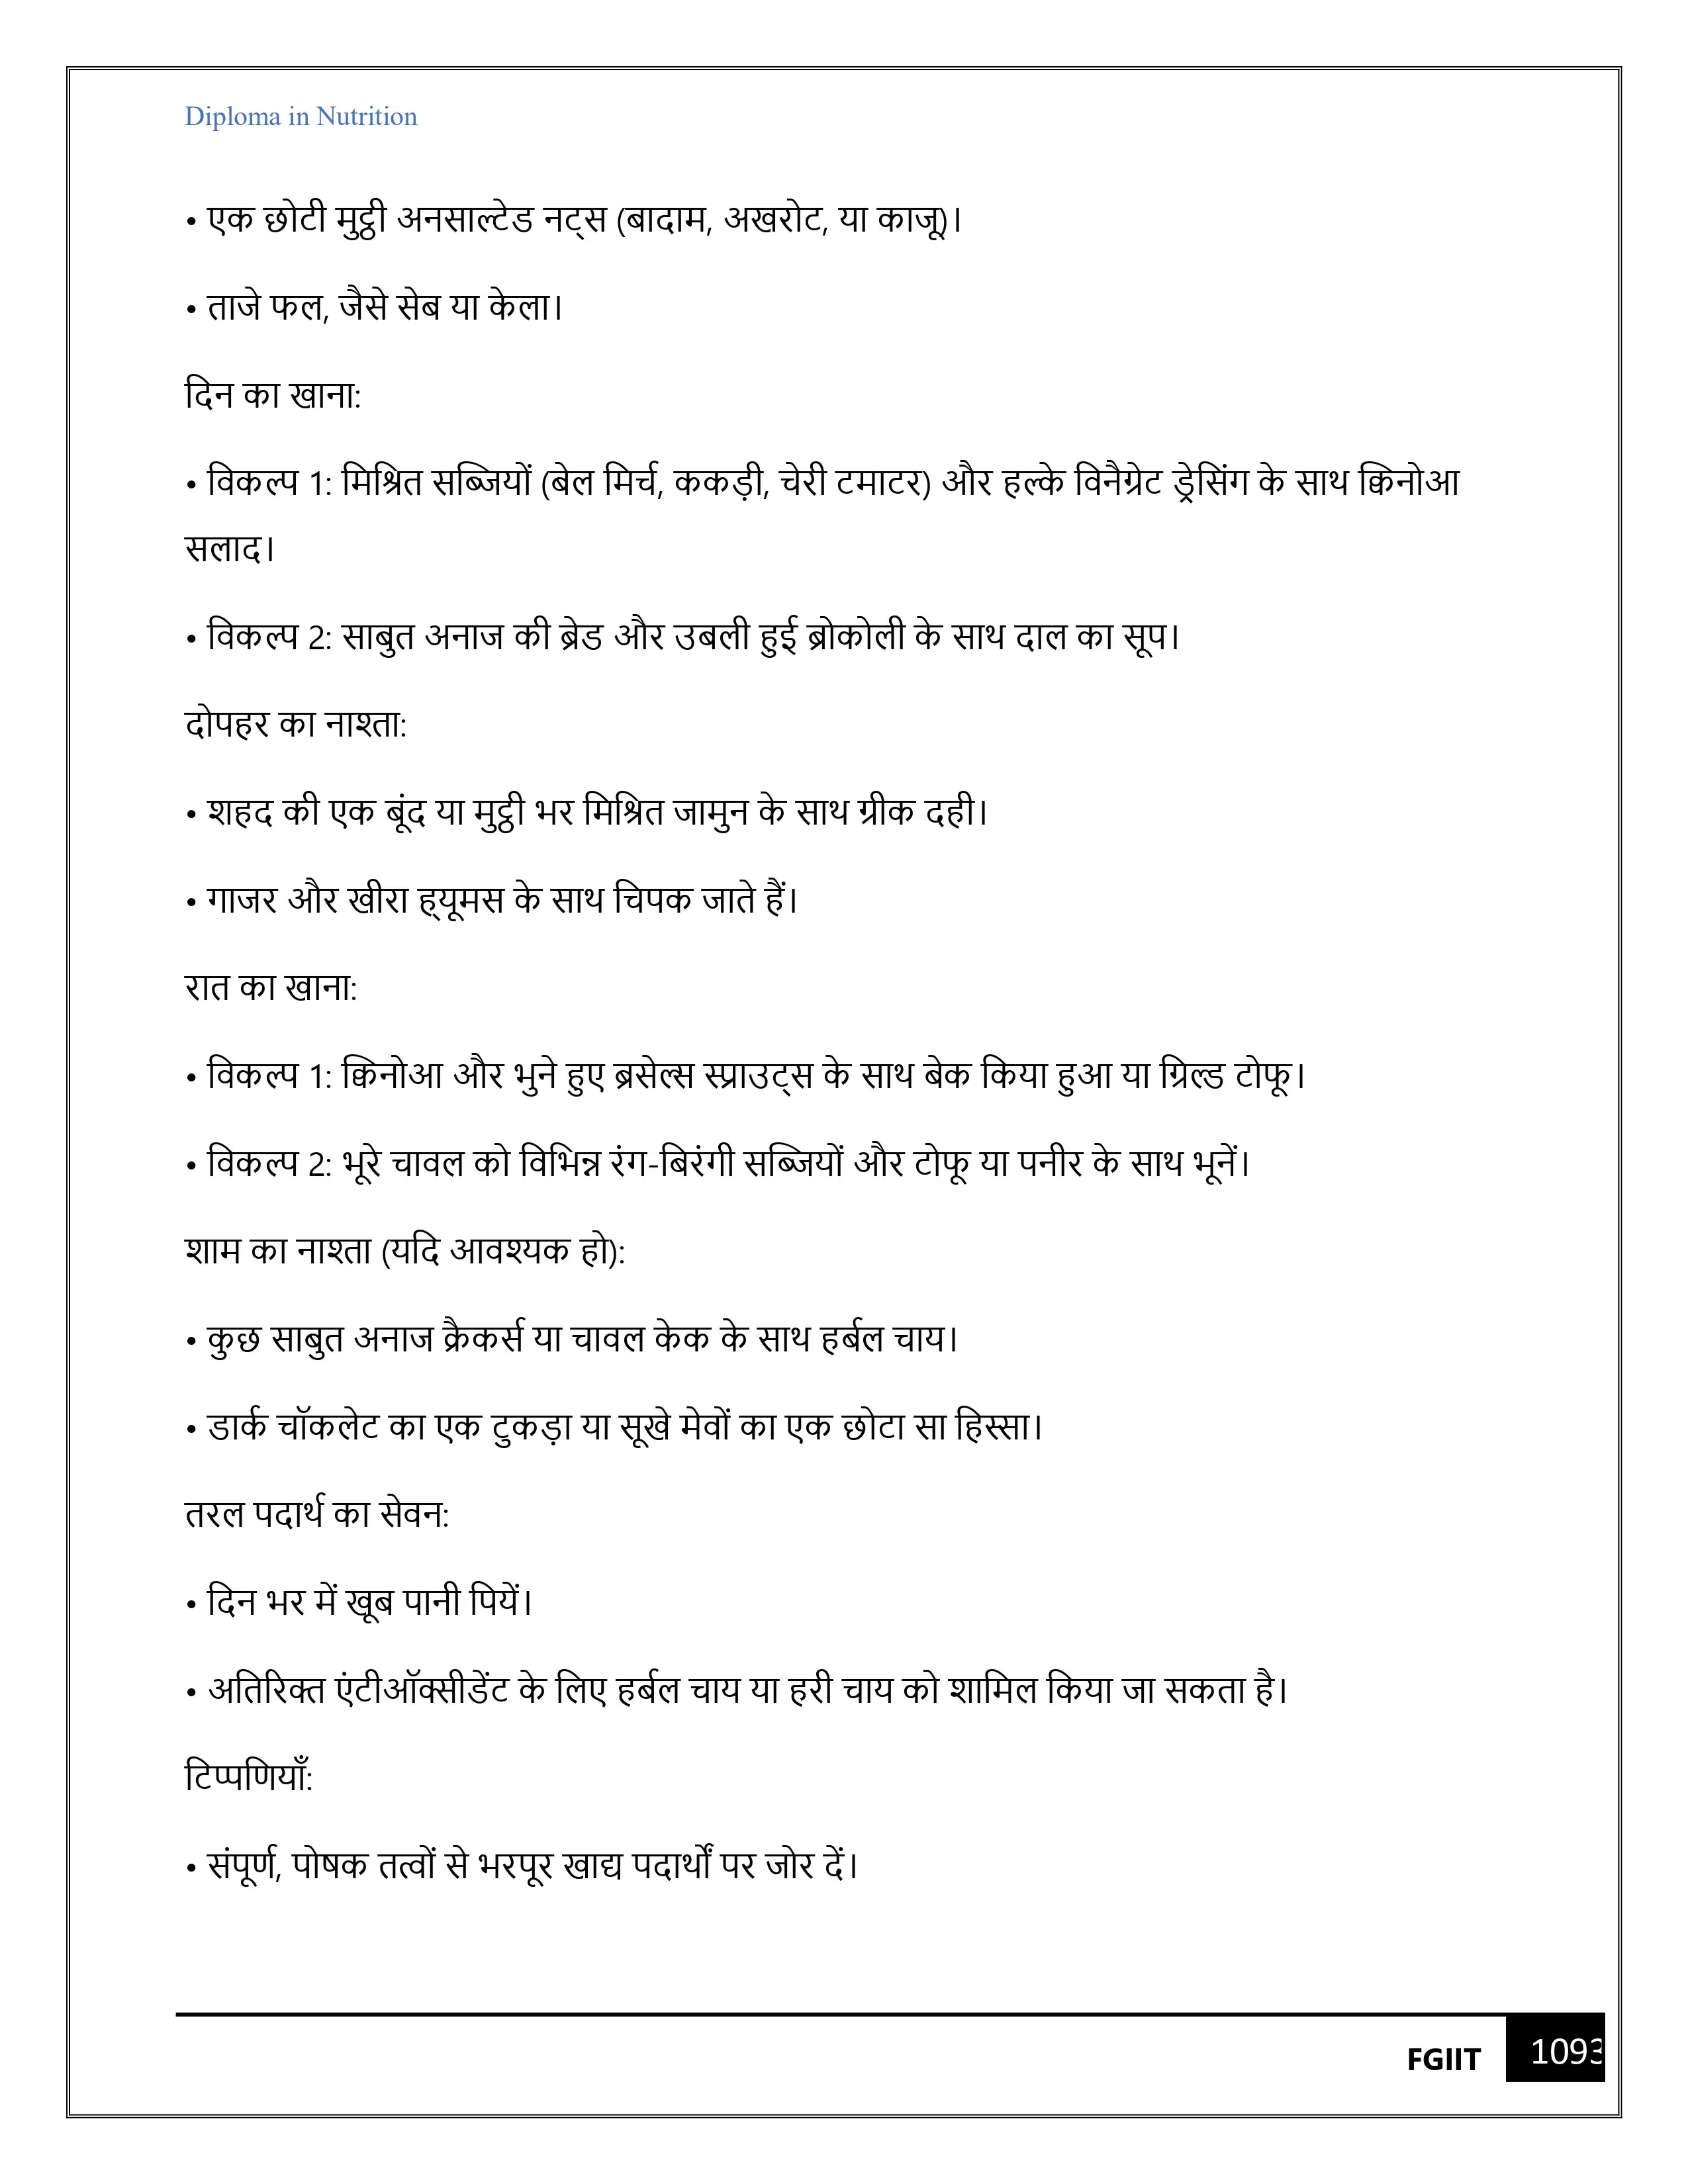 Diploma in Nutrition
• एक छोटी मुट्ठी अनसाल्टेड नट्स (बादाम, अखरोट, या काजू)।
• ताजे फल, जैसे सेब या केला।
दिन का खाना:
• विकल्प 1: मिश्रित सब्जियों (बेल मिर्च, ककड़ी, चेरी टमाटर) और हल्के विनैग्रेट ड्रेसिंग के साथ क्विनोआ
सलाद।
• विकल्प 2: साबुत अनाज की ब्रेड और उबली हुई ब्रोकोली के साथ दाल का सूप।
दोपहर का नाश्ता:
• शहद की एक बूंद या मुट्ठी भर मिश्रित जामुन के साथ ग्रीक दही।
• गाजर और खीरा ह्यूमस के साथ चिपक जाते हैं।
रात का खाना:
• विकल्प 1: क्विनोआ और भुने हुए ब्रसेल्स स्प्राउट्स के साथ बेक किया हुआ या ग्रिल्ड टोफू।
• विकल्प 2: भूरे चावल को विभिन्न रंग-बिरंगी सब्जियों और टोफू या पनीर के साथ भूनें।
शाम का नाश्ता (यदि आवश्यक हो):
• कुछ साबुत अनाज क्रैकर्स या चावल केक के साथ हर्बल चाय।
• डार्क चॉकलेट का एक टुकड़ा या सूखे मेवों का एक छोटा सा हिस्सा।
तरल पदार्थ का सेवन:
• दिन भर में खूब पानी पियें।
• अतिरिक्त एंटीऑक्सीडेंट के लिए हर्बल चाय या हरी चाय को शामिल किया जा सकता है।
टिप्पणियाँ:
• संपूर्ण, पोषक तत्वों से भरपूर खाद्य पदार्थों पर जोर दें।
FGIIT 1093